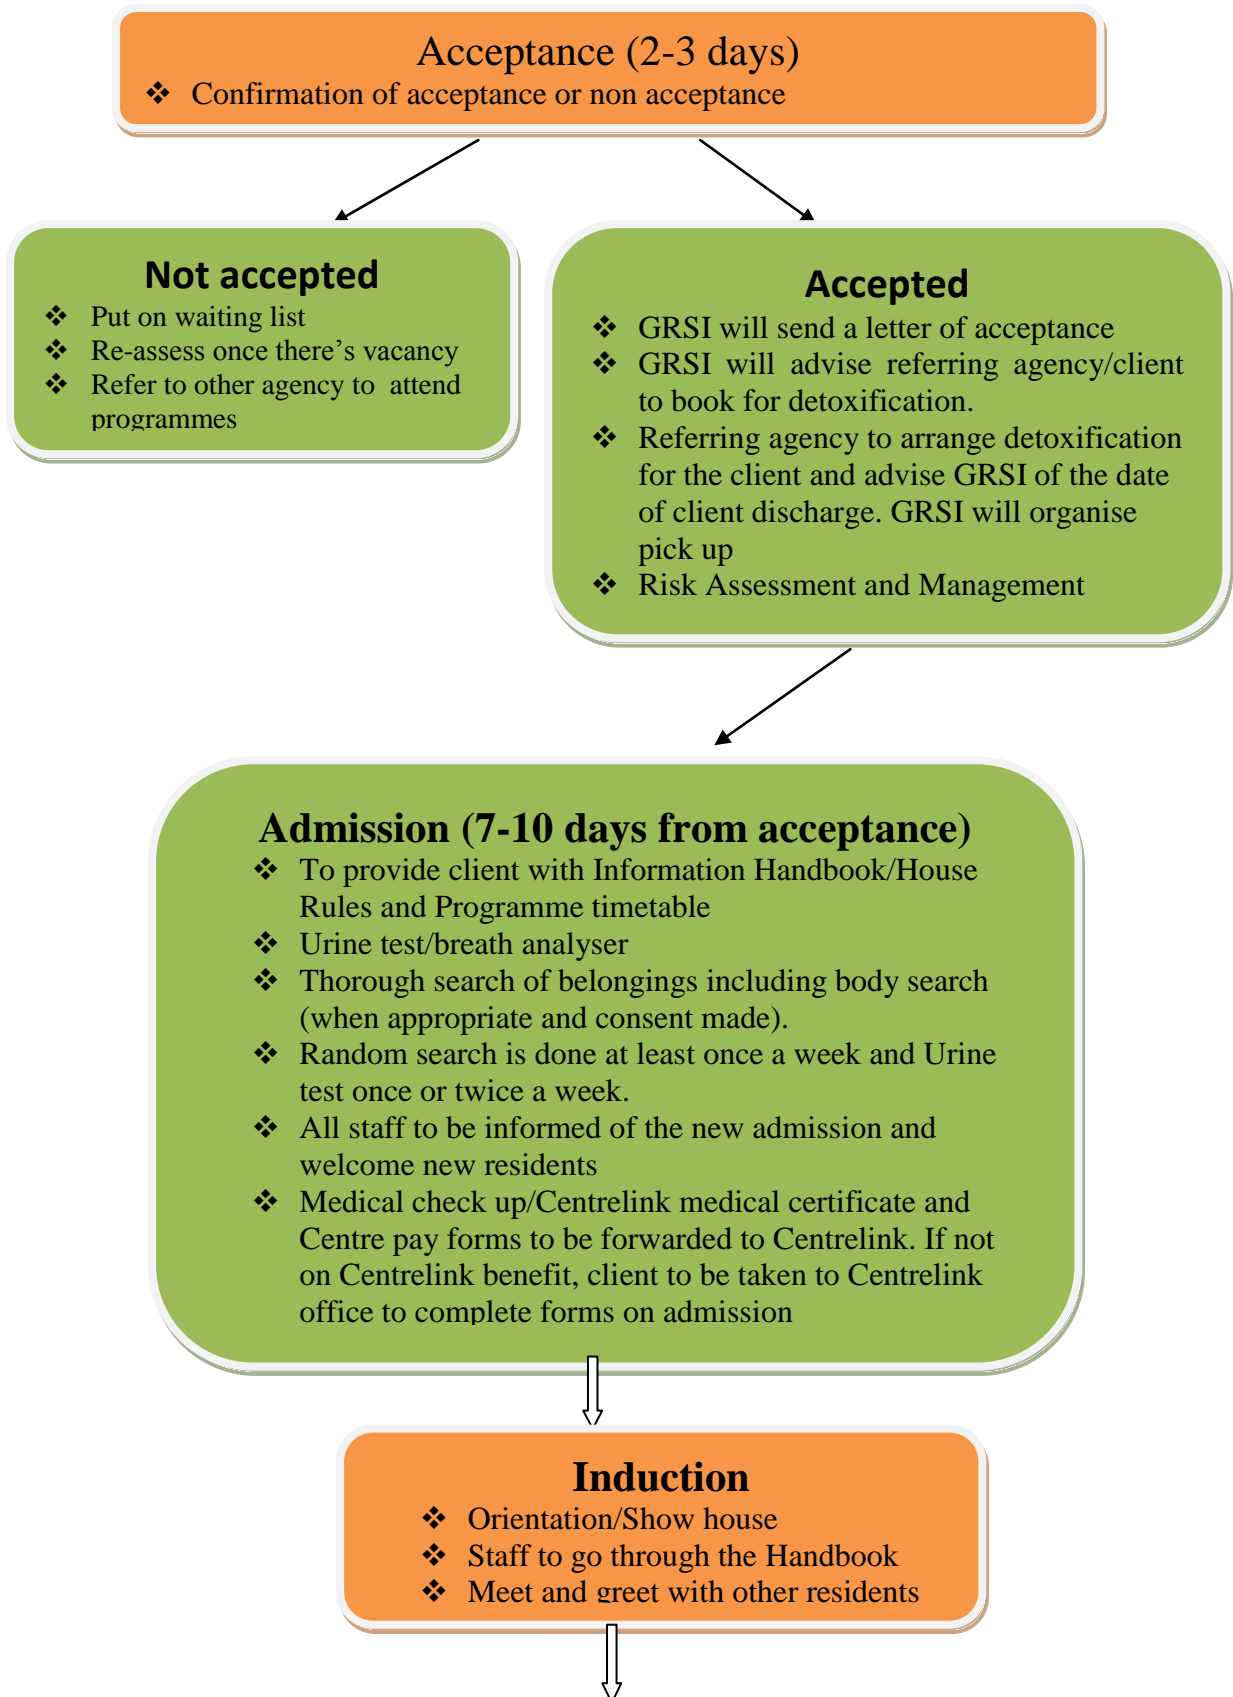 Acceptance (2-3 days)
❖ Confirmation of acceptance or non acceptance
Not accepted
❖ Put on waiting list
❖ Re-assess once there’s vacancy
❖ Refer to other agency to attend
programmes
Accepted
❖ GRSI will send a letter of acceptance
❖ GRSI will advise referring agency/client
to book for detoxification.
❖ Referring agency to arrange detoxification
for the client and advise GRSI of the date
of client discharge. GRSI will organise
pick up
❖ Risk Assessment and Management
Admission (7-10 days from acceptance)
❖ To provide client with Information Handbook/House
Rules and Programme timetable
❖ Urine test/breath analyser
❖ Thorough search of belongings including body search
(when appropriate and consent made).
❖ Random search is done at least once a week and Urine
test once or twice a week.
❖ All staff to be informed of the new admission and
welcome new residents
❖ Medical check up/Centrelink medical certificate and
Centre pay forms to be forwarded to Centrelink. If not
on Centrelink benefit, client to be taken to Centrelink
office to complete forms on admission
Induction
❖ Orientation/Show house
❖ Staff to go through the Handbook
❖ Meet and greet with other residents